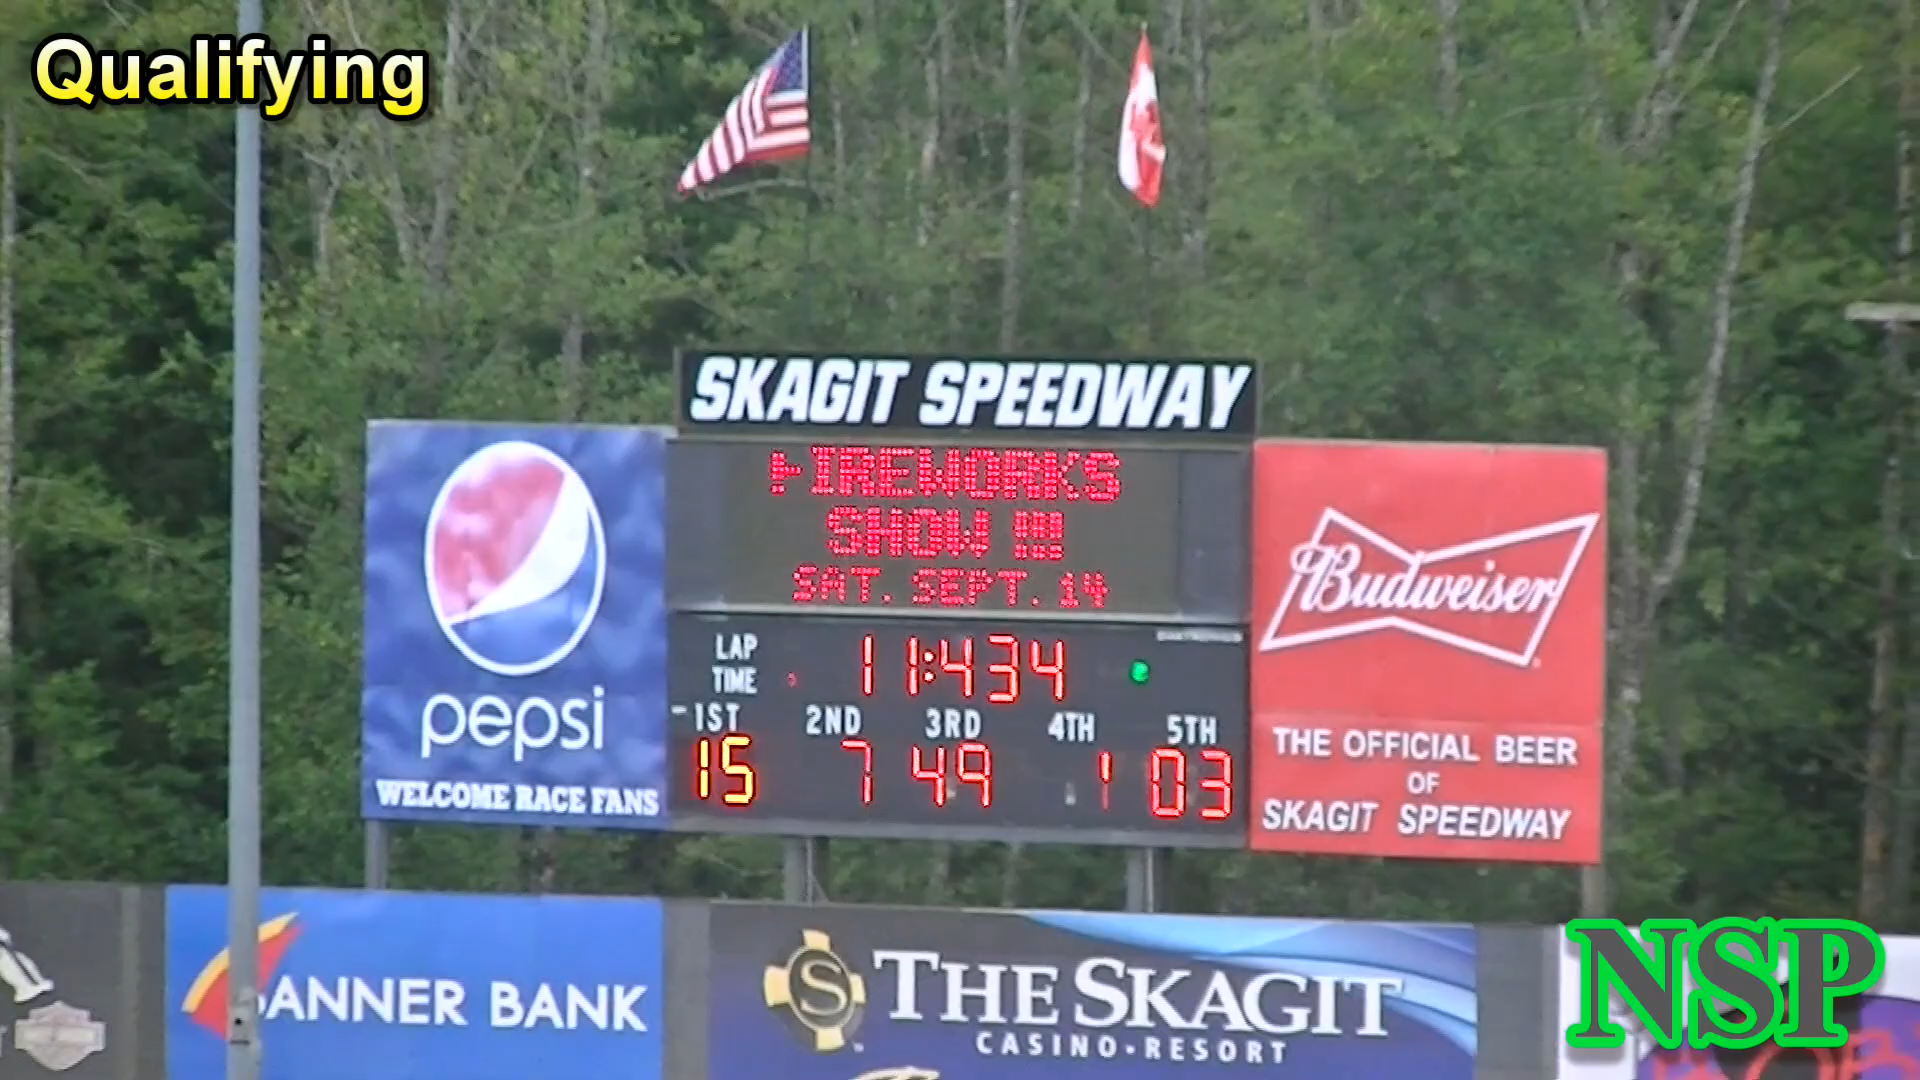 Qualifying
SKAGIT SPEEDWAY
FIREWORKS
SHOW !!!
SAT. SEPT. 14
pepsi
WELCOME RACE FANS
Budweiser
THE OFFICIAL BEER
OF
SKAGIT SPEEDWAY
LAP
TIME
11:434
1ST 2ND 3RD 4TH 5TH
15 7 49 1 03
BANNER BANK
S
THE SKAGIT
CASINO • RESORT
NSP